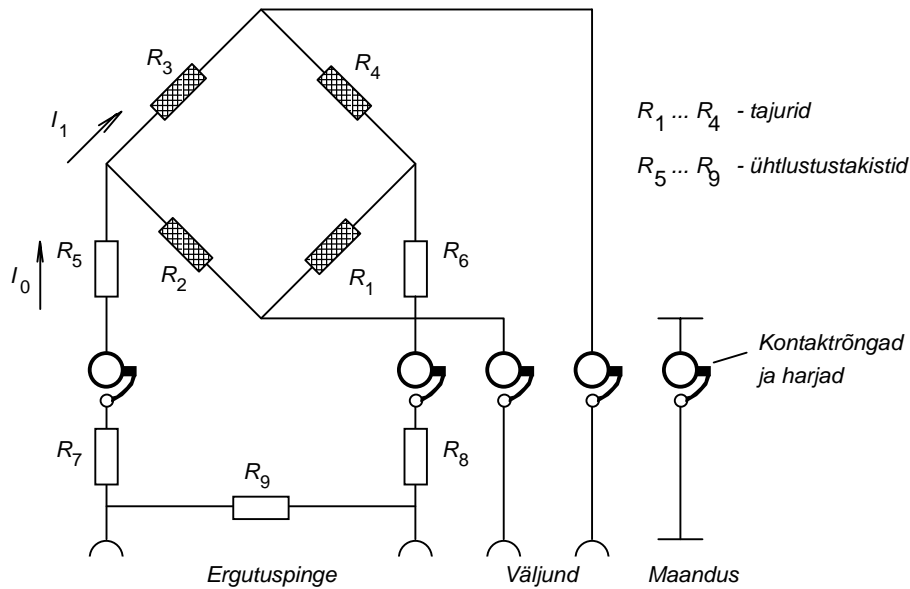 R3
R4
I1
R1 ... R4 - tajurid
R5 ... R9 - ühtlustustakistid
R5
R2
R1
R6
I0
Kontaktrõngad
ja harjad
R7
R9
R8
Ergutuspinge
Väljund
Maandus